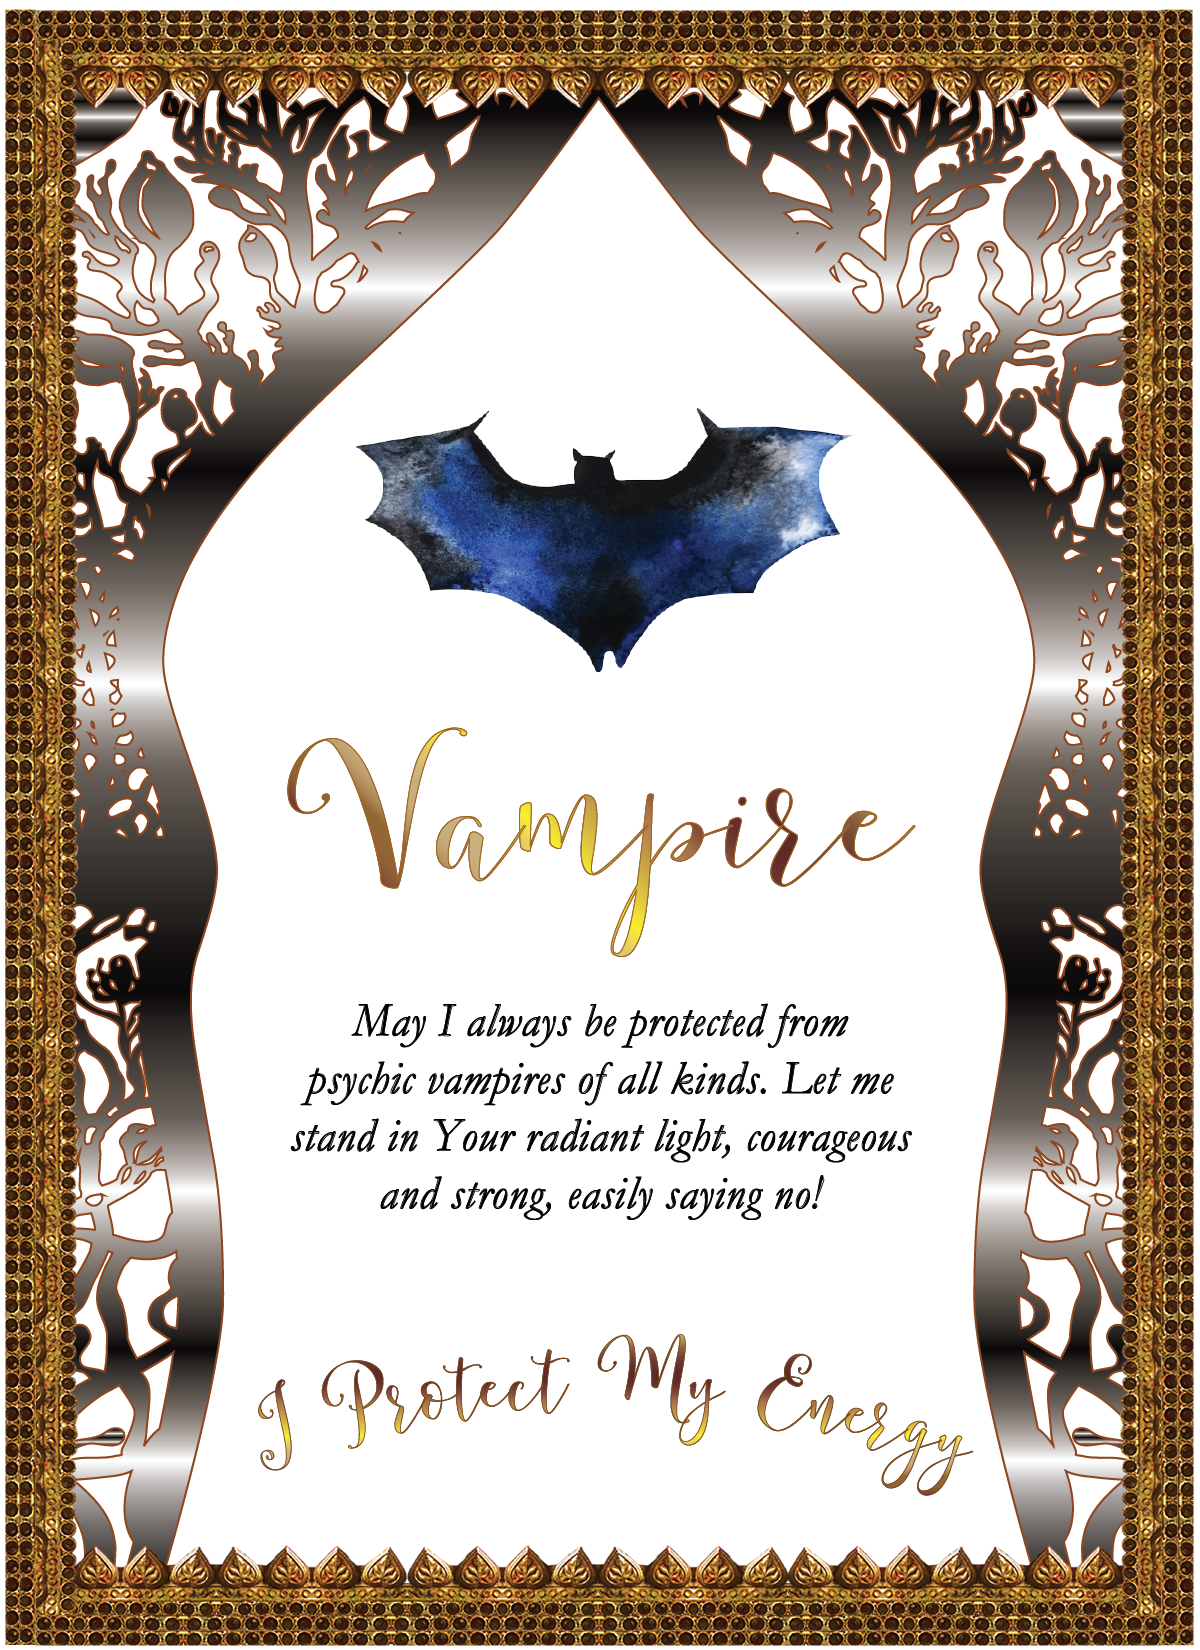 Vampire
May I always be protected from
psychic vampires of all kinds. Let me
stand in Your radiant light, courageous
and strong, easily saying no!
I Protect My Energy